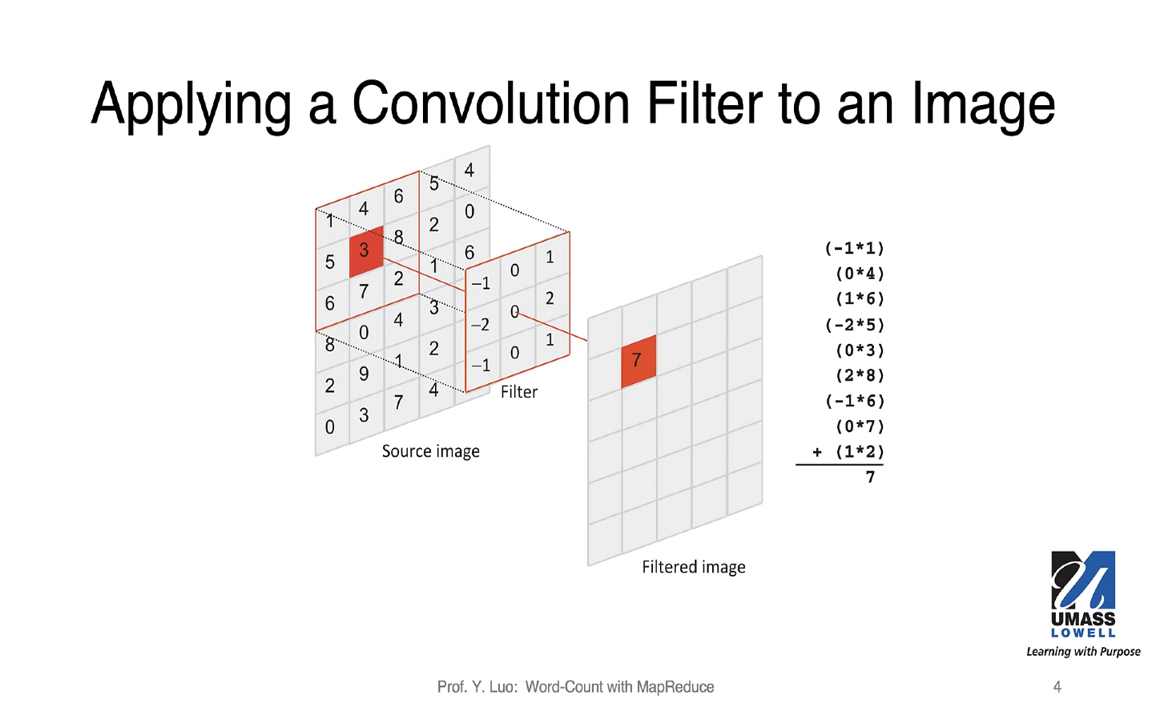 Applying a Convolution Filter to an Image
1 4 6 5 4
5 3 8 2 0
6 7 2 1 6
8 0 4 3
2 9 1 2
0 3 7 4
Source image
-1 0 1
-2 0 2
-1 0 1
Filter
7
Filtered image
(-1*1)
(0*4)
(1*6)
(-2*5)
(0*3)
(2*8)
(-1*6)
(0*7)
+ (1*2)
7
UMASS
LOWELL
Learning with Purpose
Prof. Y. Luo: Word-Count with MapReduce
4